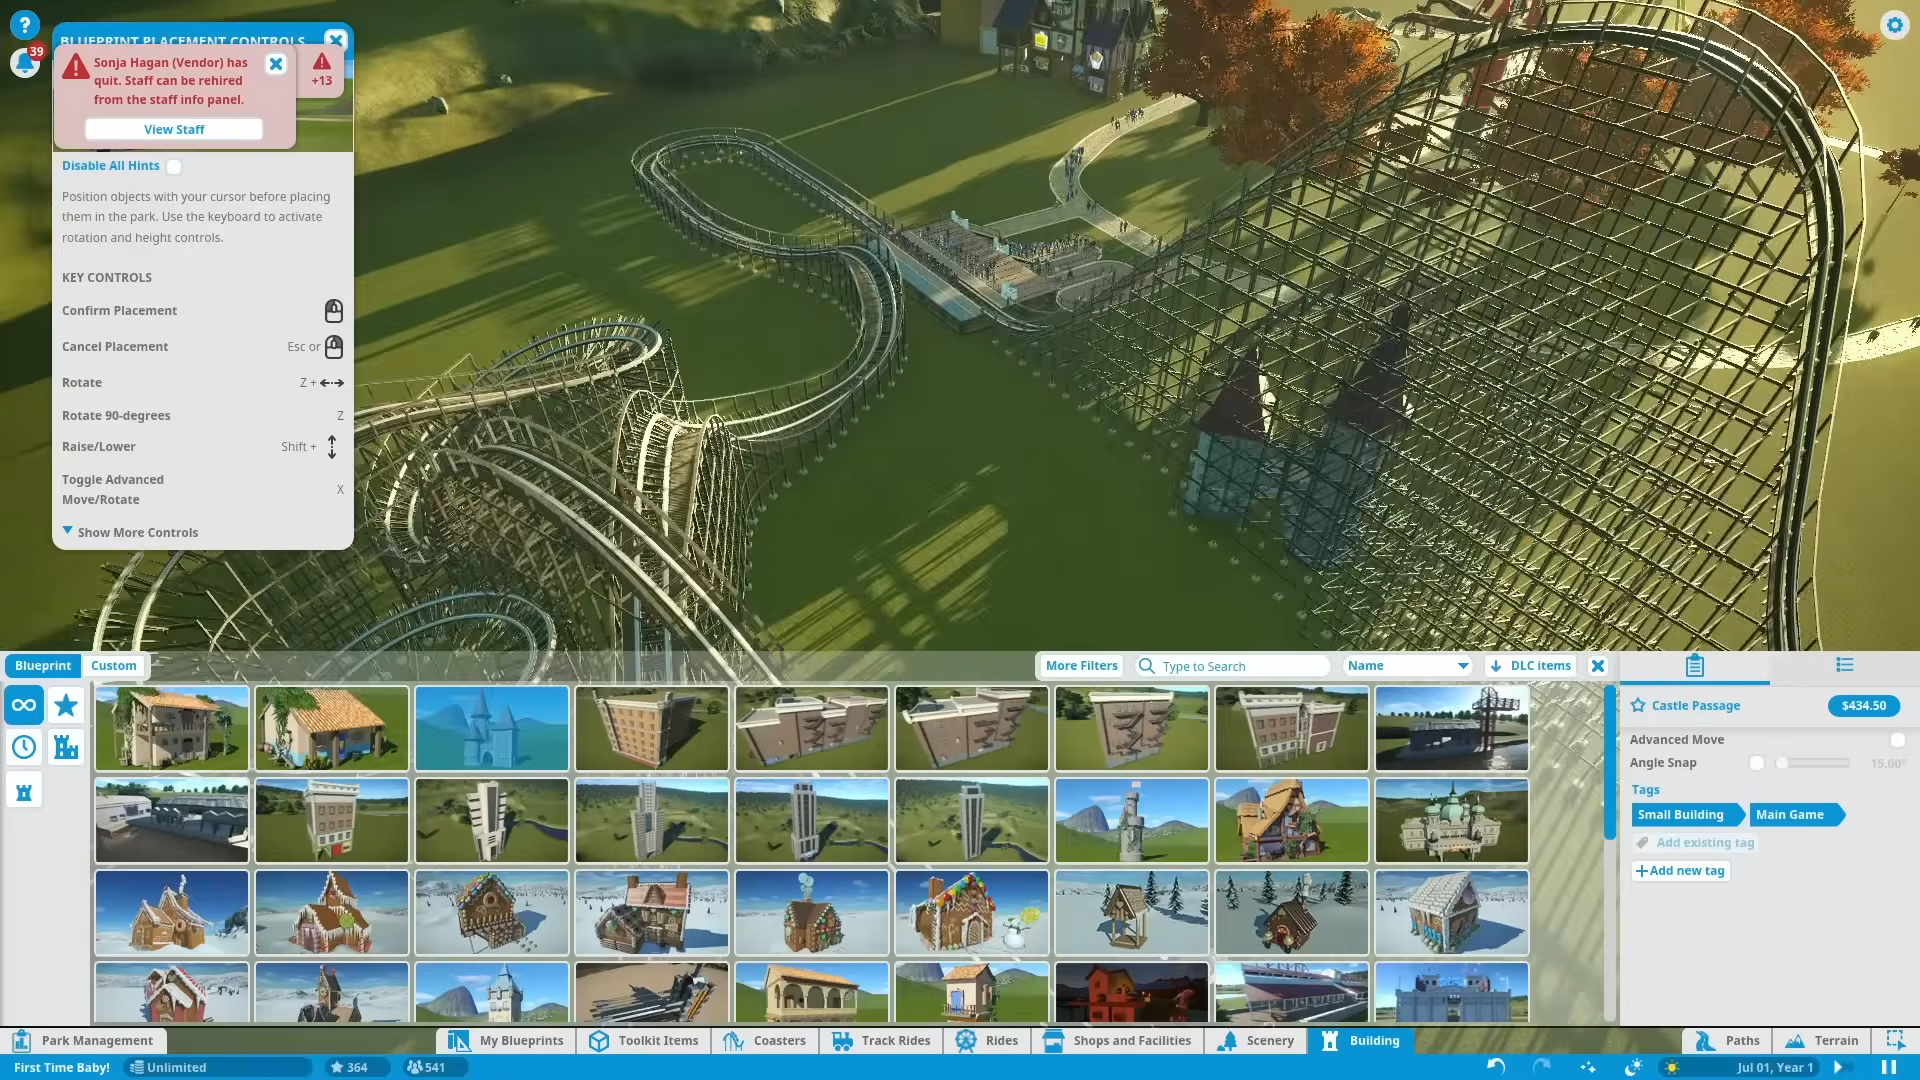 ?
39
BLUEPRINT PLACEMENT CONTROLS
Sonja Hagan (Vendor) has
quit. Staff can be rehired
from the staff info panel.
View Staff
+13
Disable All Hints
Position objects with your cursor before placing
them in the park. Use the keyboard to activate
rotation and height controls.
KEY CONTROLS
Confirm Placement
Cancel Placement Esc or
Rotate Z +
Rotate 90-degrees Z
Raise/Lower Shift +
Toggle Advanced
Move/Rotate X
Show More Controls
Blueprint Custom
More Filters Type to Search Name DLC items
Castle Passage $434.50
Advanced Move
Angle Snap 15.00°
Tags
Small Building Main Game
Add existing tag
+Add new tag
Park Management My Blueprints Toolkit Items Coasters Track Rides Rides Shops and Facilities Scenery Building Paths Terrain
First Time Baby! Unlimited 364 541 Jul 01, Year 1